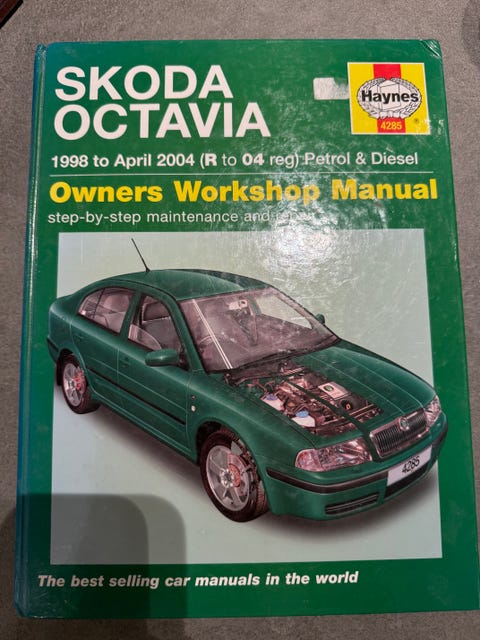 SKODA
OCTAVIA
Haynes
4285
1998 to April 2004 (R to 04 reg) Petrol & Diesel
Owners Workshop Manual
step-by-step maintenance and repair
4285
The best selling car manuals in the world